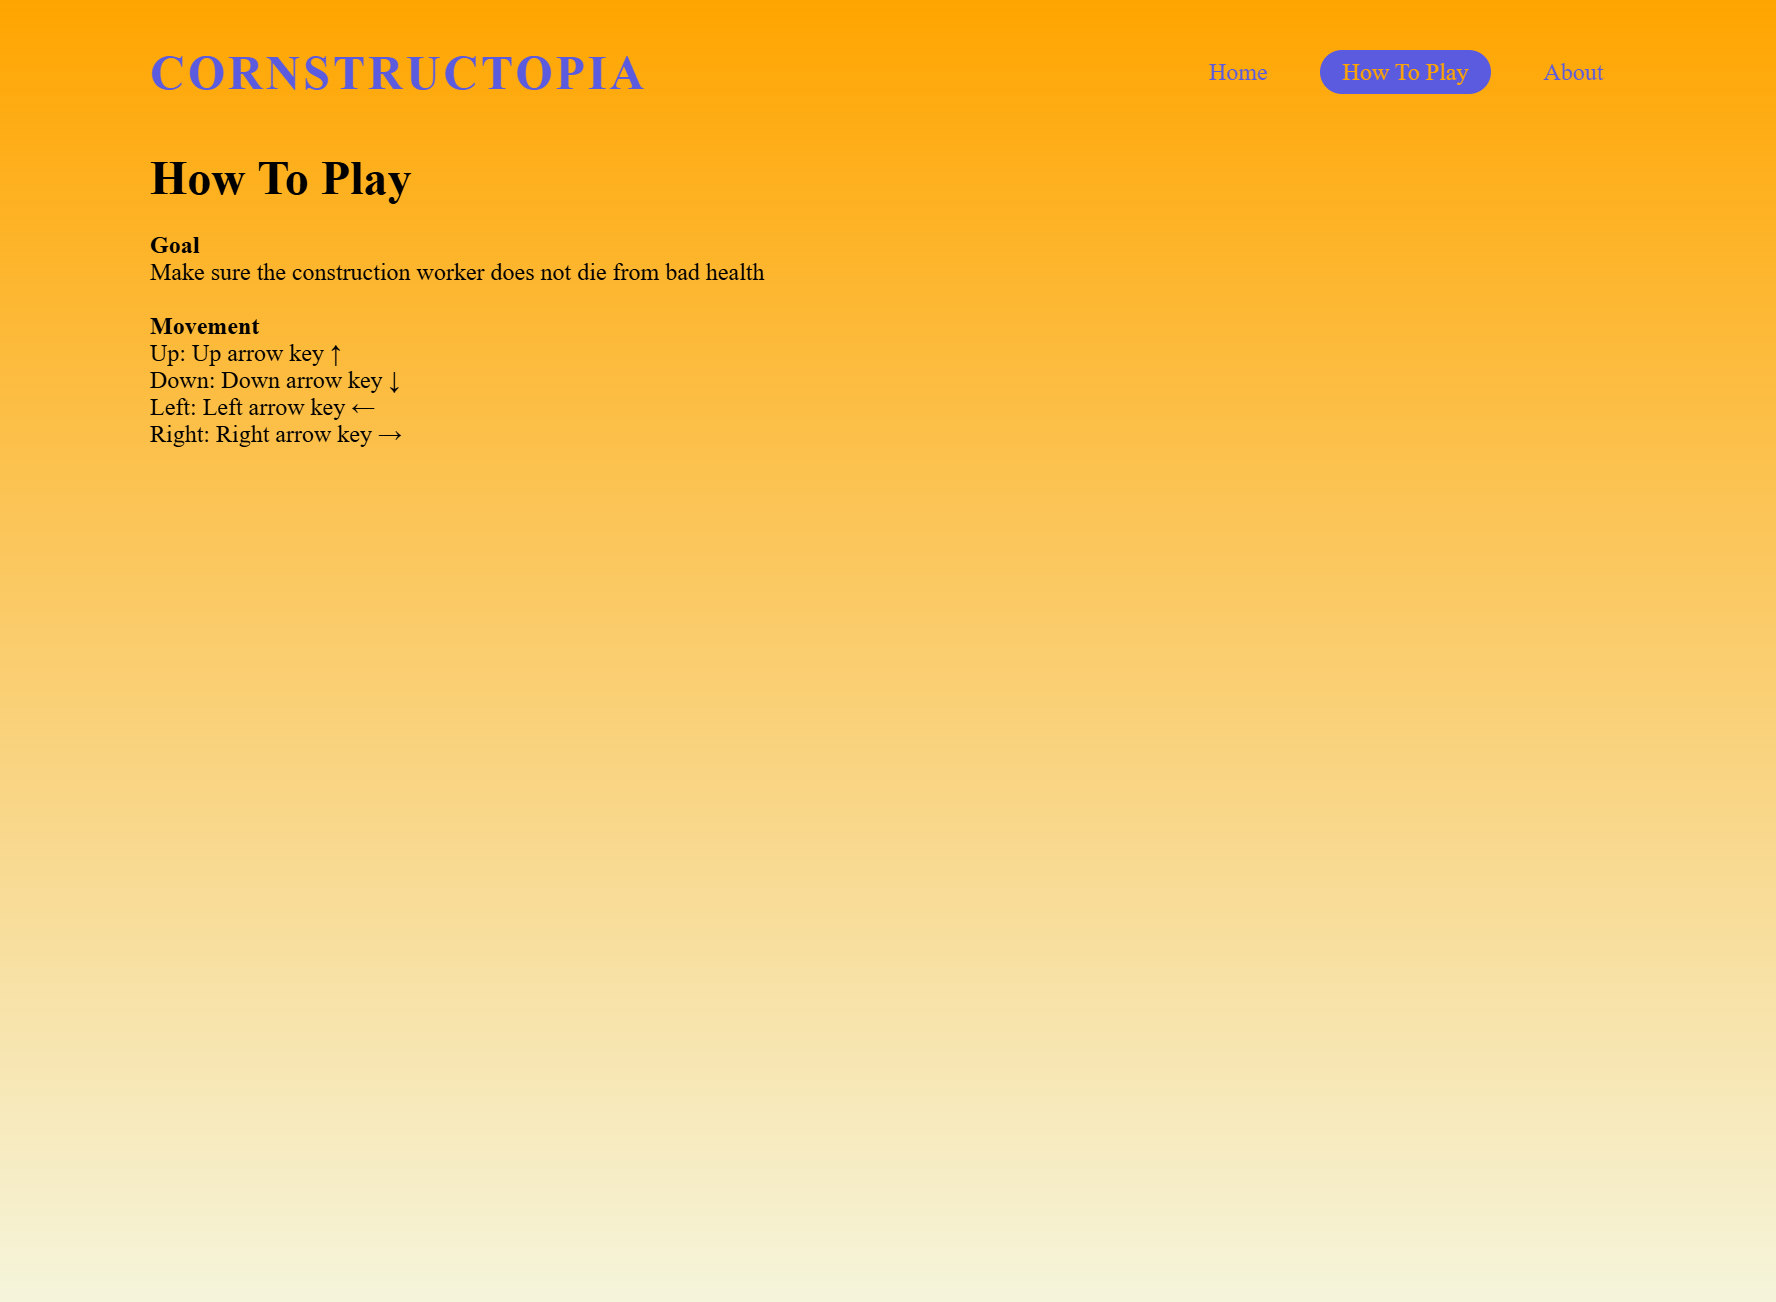 CORNSTRUCTOPIA
Home How To Play About
How To Play
Goal
Make sure the construction worker does not die from bad health
Movement
Up: Up arrow key ↑
Down: Down arrow key ↓
Left: Left arrow key ←
Right: Right arrow key →